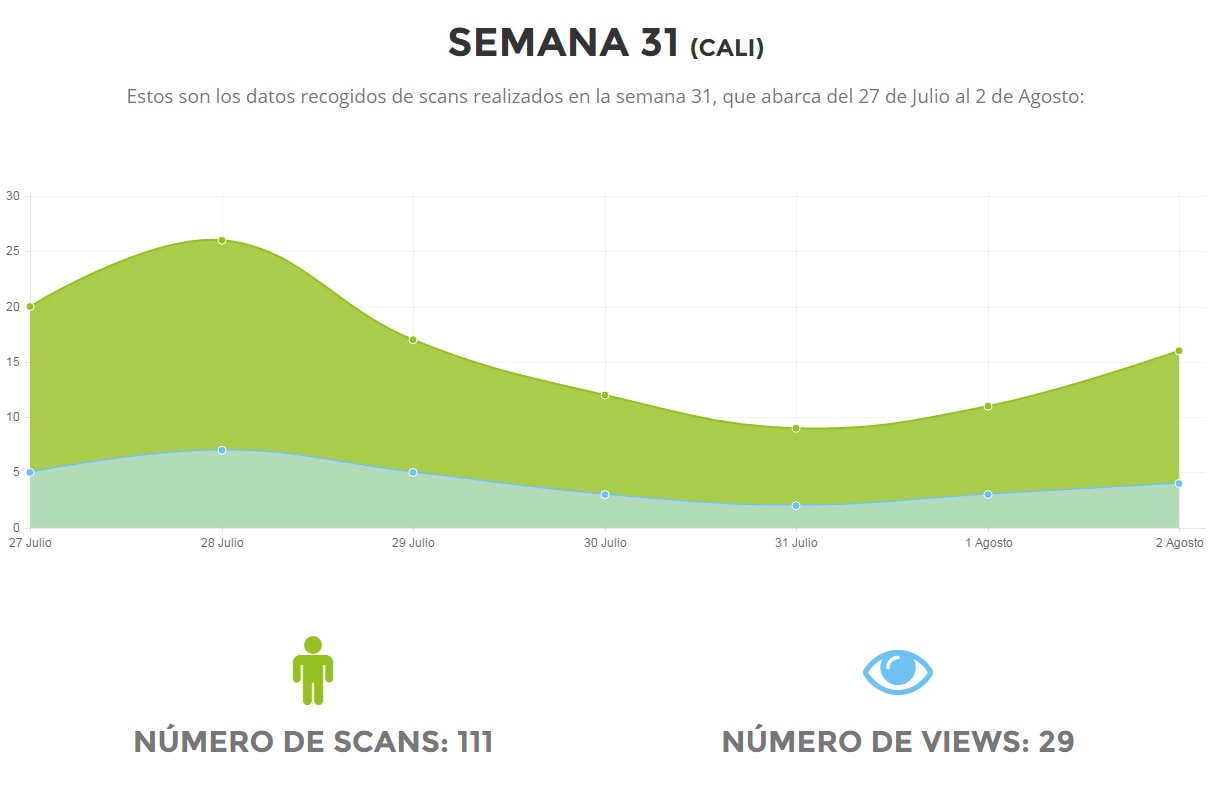 SEMANA 31 (CALI)
Estos son los datos recogidos de scans realizados en la semana 31, que abarca del 27 de Julio al 2 de Agosto:
30
25
20
15
10
5
0
27 Julio 28 Julio 29 Julio 30 Julio 31 Julio 1 Agosto 2 Agosto
NÚMERO DE SCANS: 111 NÚMERO DE VIEWS: 29